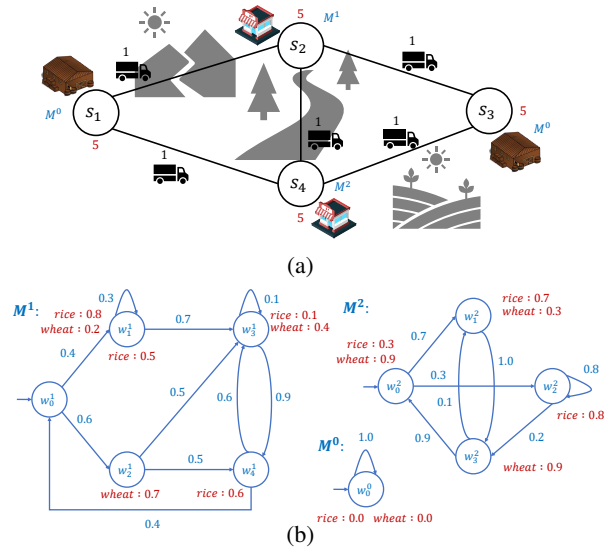 5 M¹
1 s₂ 1
s₁ 1 s₃ 5
M⁰ 1 M⁰
5 1
s₄ M²
5
(a)
M¹: 0.3 0.1 M²: rice : 0.7
rice : 0.8 rice : 0.1 wheat : 0.3
wheat : 0.2 w₁¹ 0.7 w₃¹ wheat : 0.4 w₁²
rice : 0.5 rice : 0.3 0.7
0.4 wheat : 0.9 1.0 0.8
w₀¹ 0.5 0.6 0.9 w₀² 0.3 w₂²
0.6 0.1 rice : 0.8
0.9 0.2
w₂¹ 0.5 w₄¹ M⁰: 1.0 w₃²
wheat : 0.7 rice : 0.6 w₀⁰ wheat : 0.9
0.4 rice : 0.0 wheat : 0.0
(b)